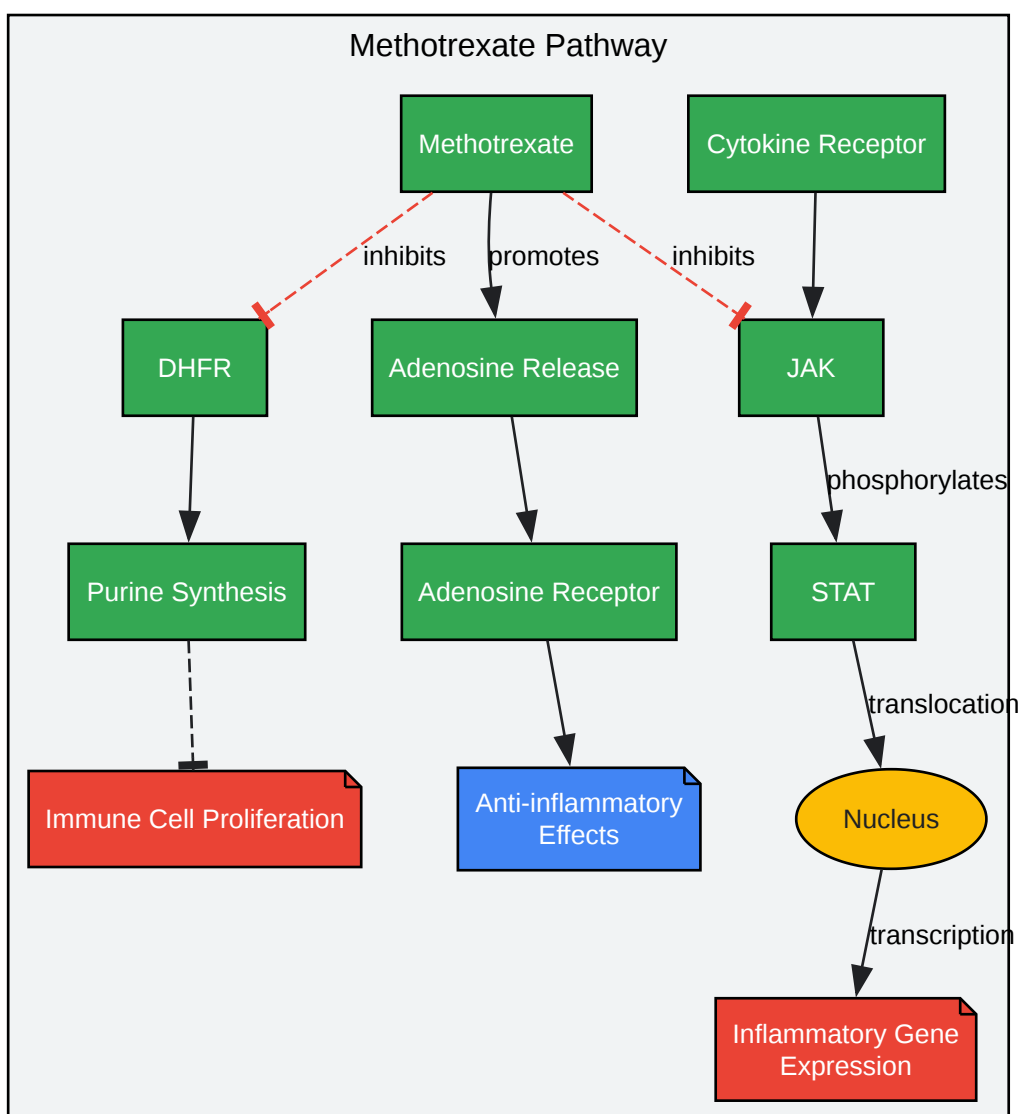 Methotrexate Pathway
Methotrexate
Cytokine Receptor
inhibits
promotes
inhibits
DHFR
Adenosine Release
JAK
phosphorylates
Purine Synthesis
Adenosine Receptor
STAT
translocation
Immune Cell Proliferation
Anti-inflammatory
Effects
Nucleus
transcription
Inflammatory Gene
Expression